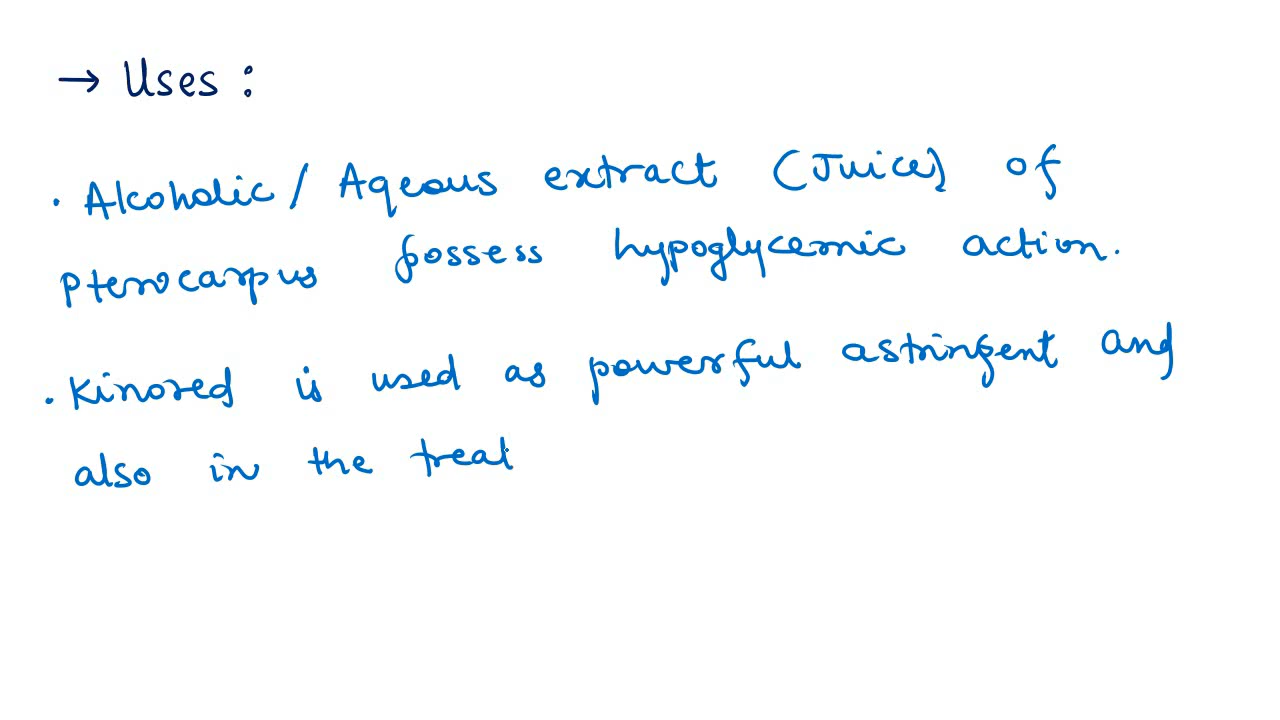 → Uses :
· Alcoholic / Aqeous extract (Juice) of
pterocarpus possess hypoglycemic action.
· Kinored is used as powerful astringent and
also in the treat